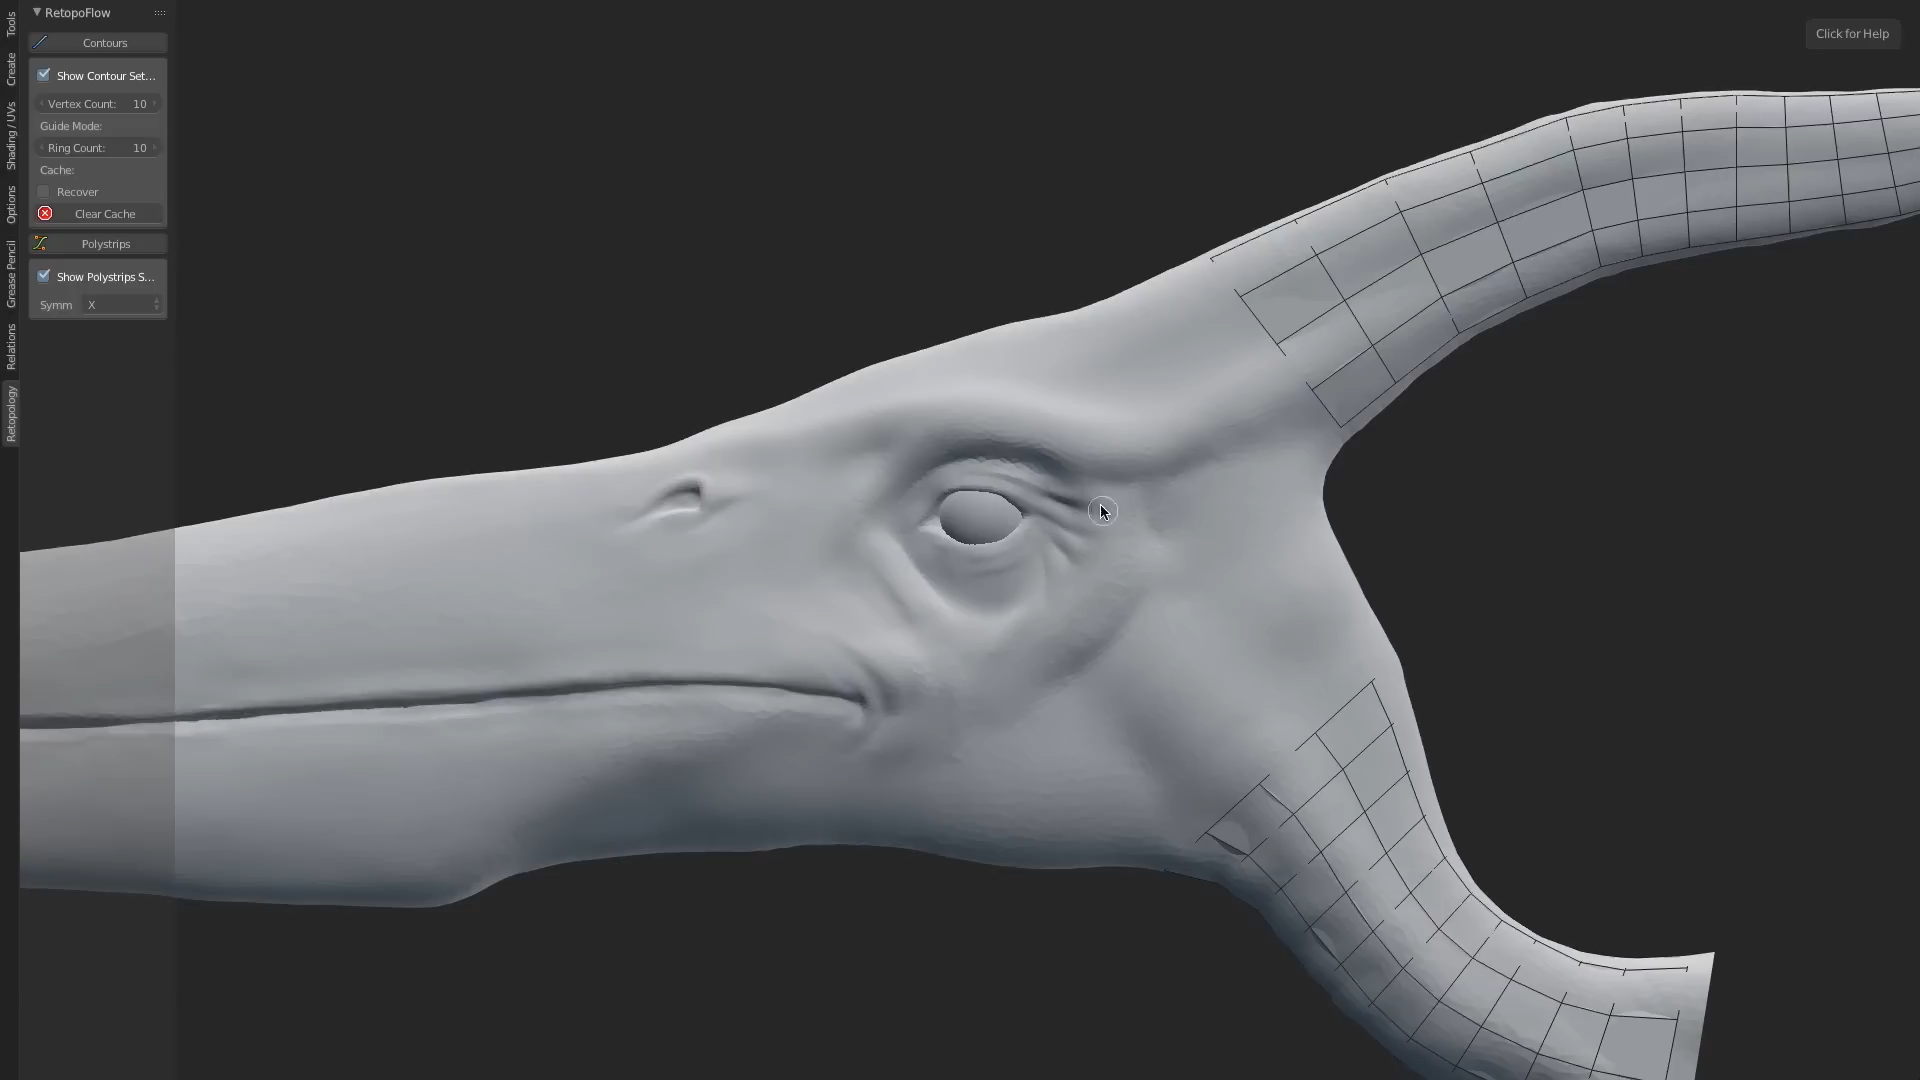 RetopoFlow
Contours
Show Contour Set...
Vertex Count: 10
Guide Mode:
Ring Count: 10
Cache:
Recover
Clear Cache
Polystrips
Show Polystrips S...
Symm X
Tools
Create
Shading / UVs
Options
Grease Pencil
Relations
Retopology
Click for Help